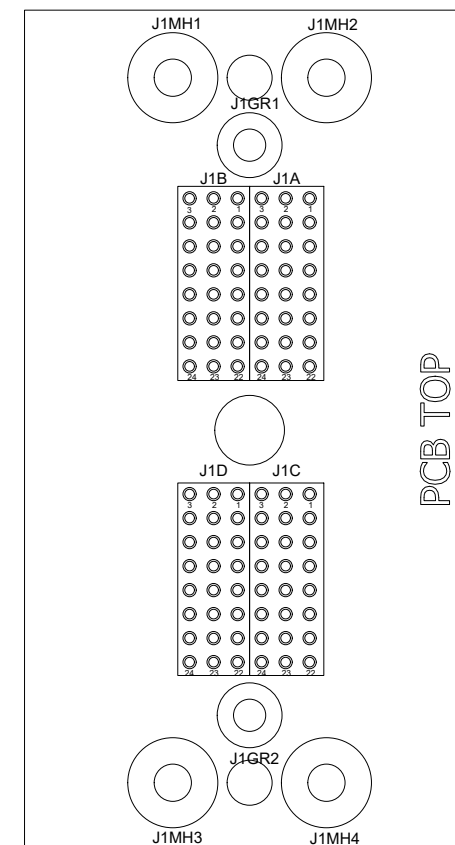 J1MH1 J1MH2
J1GR1
J1B J1A
3 2 1 3 2 1
24 23 22 24 23 22
PCB TOP
J1D J1C
3 2 1 3 2 1
24 23 22 24 23 22
J1GR2
J1MH3 J1MH4